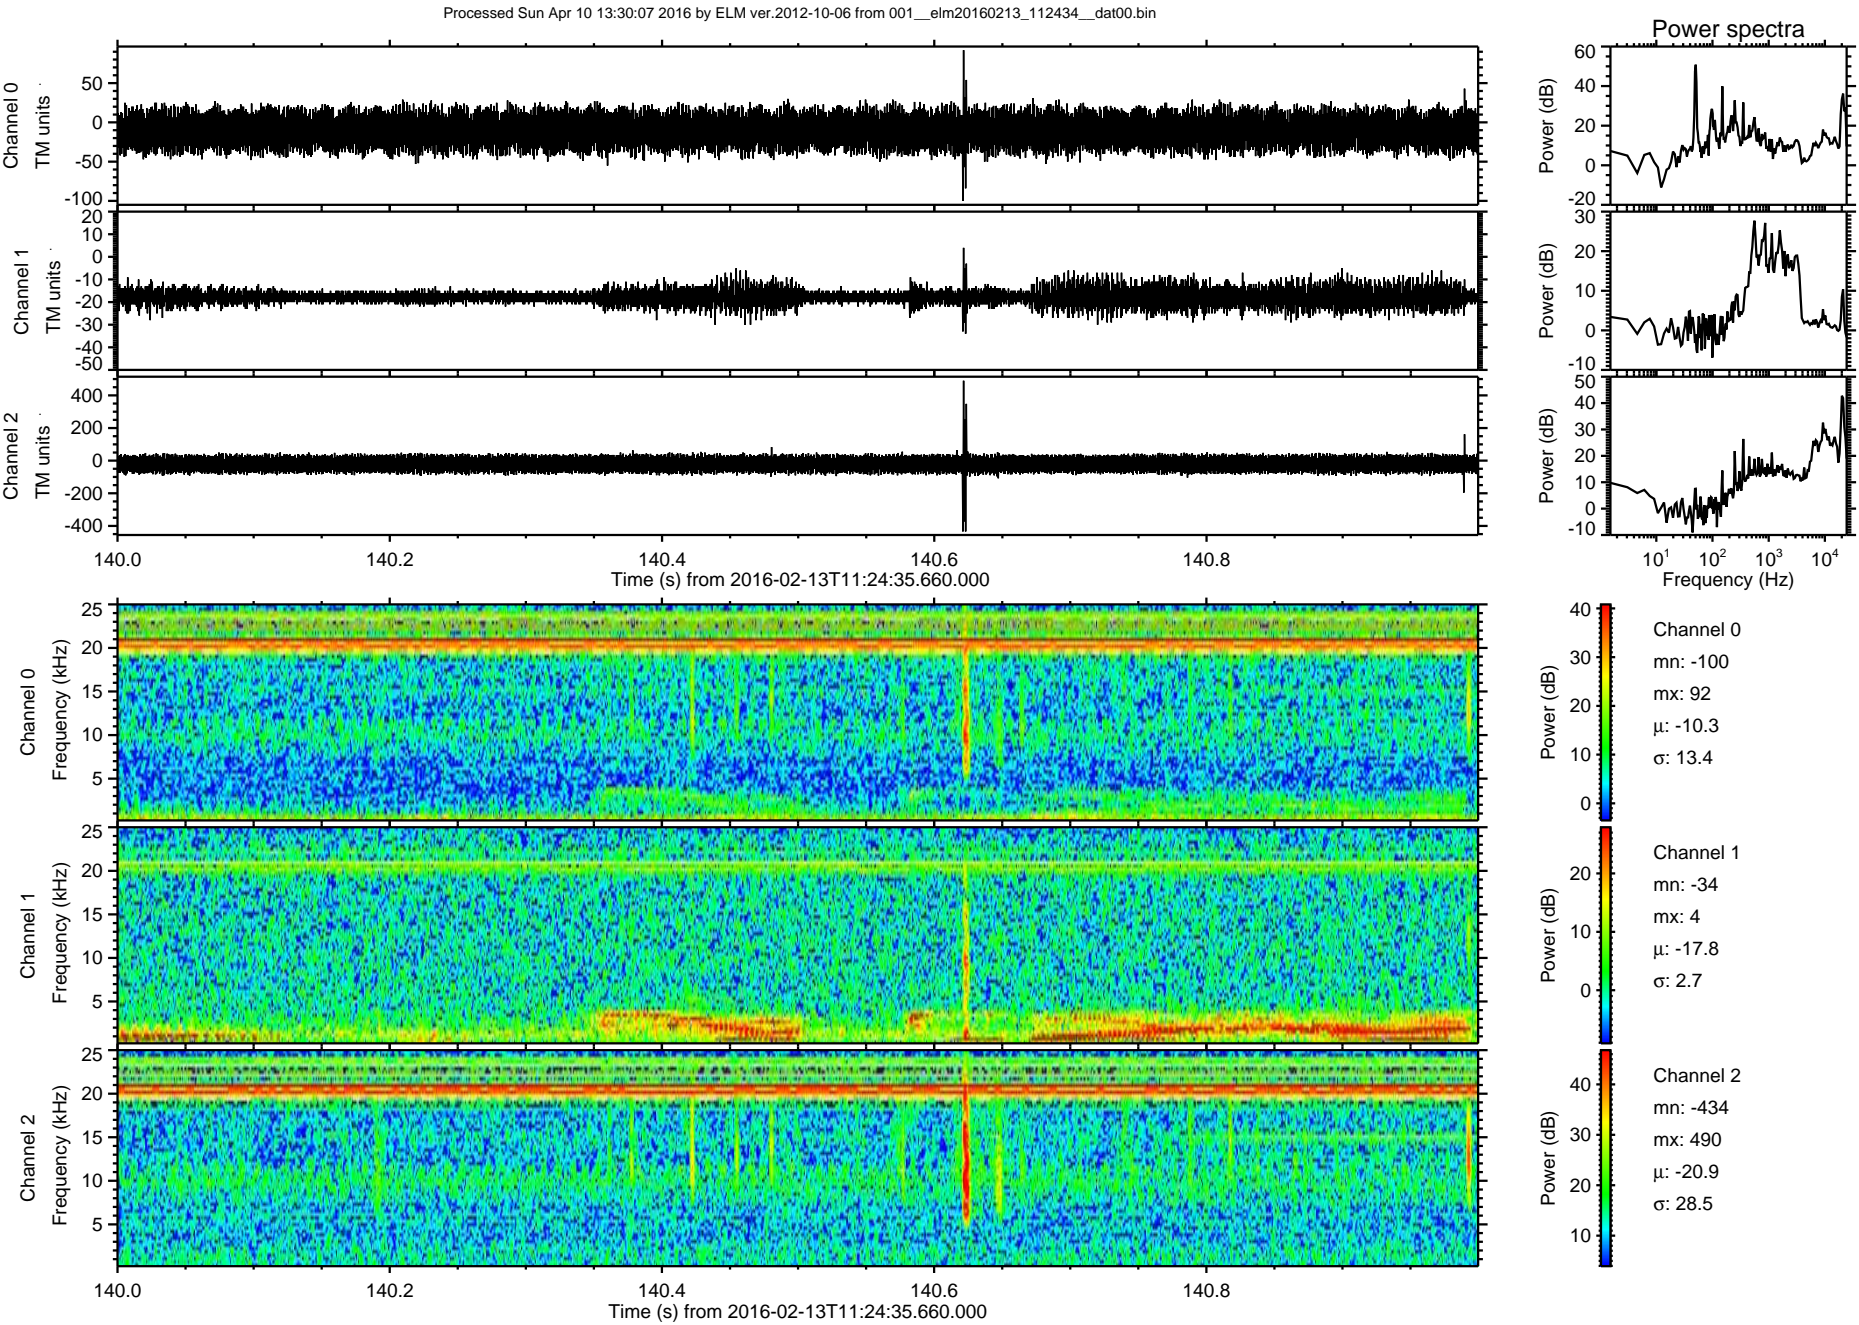 Processed Sun Apr 10 13:30:07 2016 by ELM ver.2012-10-06 from 001__elm20160213_112434__dat00.bin
Power spectra
Channel 0
TM units
50
0
-50
-100
Power (dB)
60
40
20
0
-20
Channel 1
TM units
20
10
0
-10
-20
-30
-40
-50
Power (dB)
30
20
10
0
-10
Channel 2
TM units
400
200
0
-200
-400
Power (dB)
50
40
30
20
10
0
-10
140.0 140.2 140.4 140.6 140.8
Time (s) from 2016-02-13T11:24:35.660.000
10^1 10^2 10^3 10^4
Frequency (Hz)
Channel 0
Frequency (kHz)
25
20
15
10
5
Power (dB)
40
30
20
10
0
Channel 0
mn: -100
mx: 92
μ: -10.3
σ: 13.4
Channel 1
Frequency (kHz)
25
20
15
10
5
Power (dB)
20
10
0
Channel 1
mn: -34
mx: 4
μ: -17.8
σ: 2.7
Channel 2
Frequency (kHz)
25
20
15
10
5
Power (dB)
40
30
20
10
Channel 2
mn: -434
mx: 490
μ: -20.9
σ: 28.5
140.0 140.2 140.4 140.6 140.8
Time (s) from 2016-02-13T11:24:35.660.000